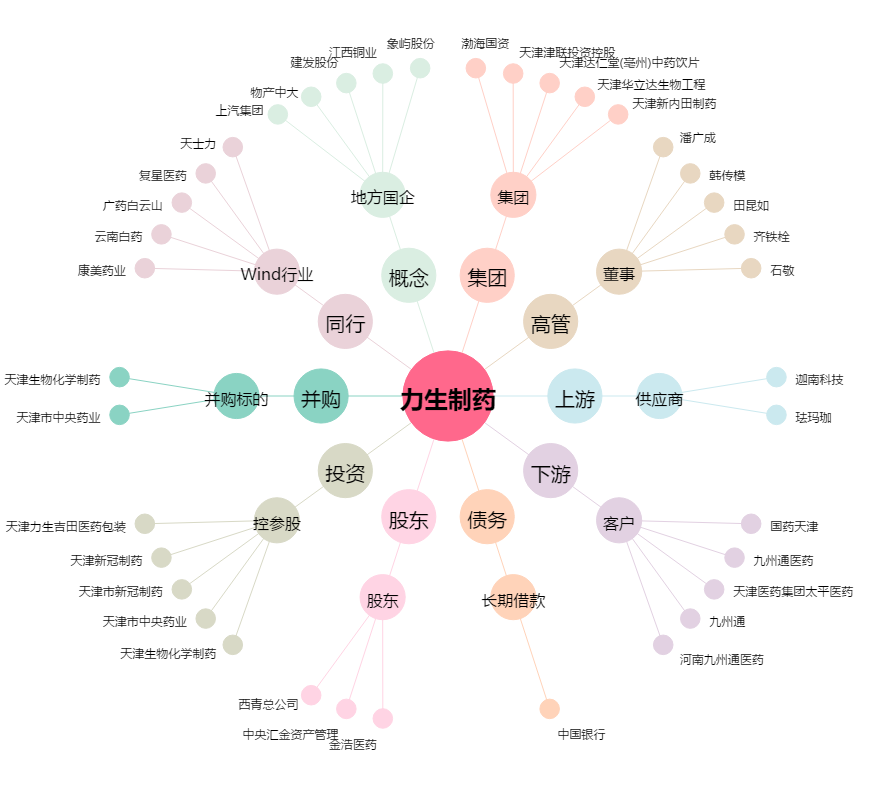 象屿股份
渤海国资
江西铜业
天津津联投资控股
建发股份
天津达仁堂(亳州)中药饮片
物产中大
天津华立达生物工程
上汽集团
天津新内田制药
天士力
潘广成
复星医药
韩传模
广药白云山
地方国企
集团
田昆如
云南白药
齐铁栓
康美药业
Wind行业
概念
集团
董事
石敬
同行
高管
天津生物化学制药
迦南科技
并购标的
并购
力生制药
上游
供应商
天津市中央药业
珐玛珈
投资
下游
天津力生吉田医药包装
控参股
股东
债务
客户
国药天津
天津新冠制药
九州通医药
天津市新冠制药
天津医药集团太平医药
股东
长期借款
天津市中央药业
九州通
天津生物化学制药
河南九州通医药
西青总公司
中央汇金资产管理
中国银行
金浩医药